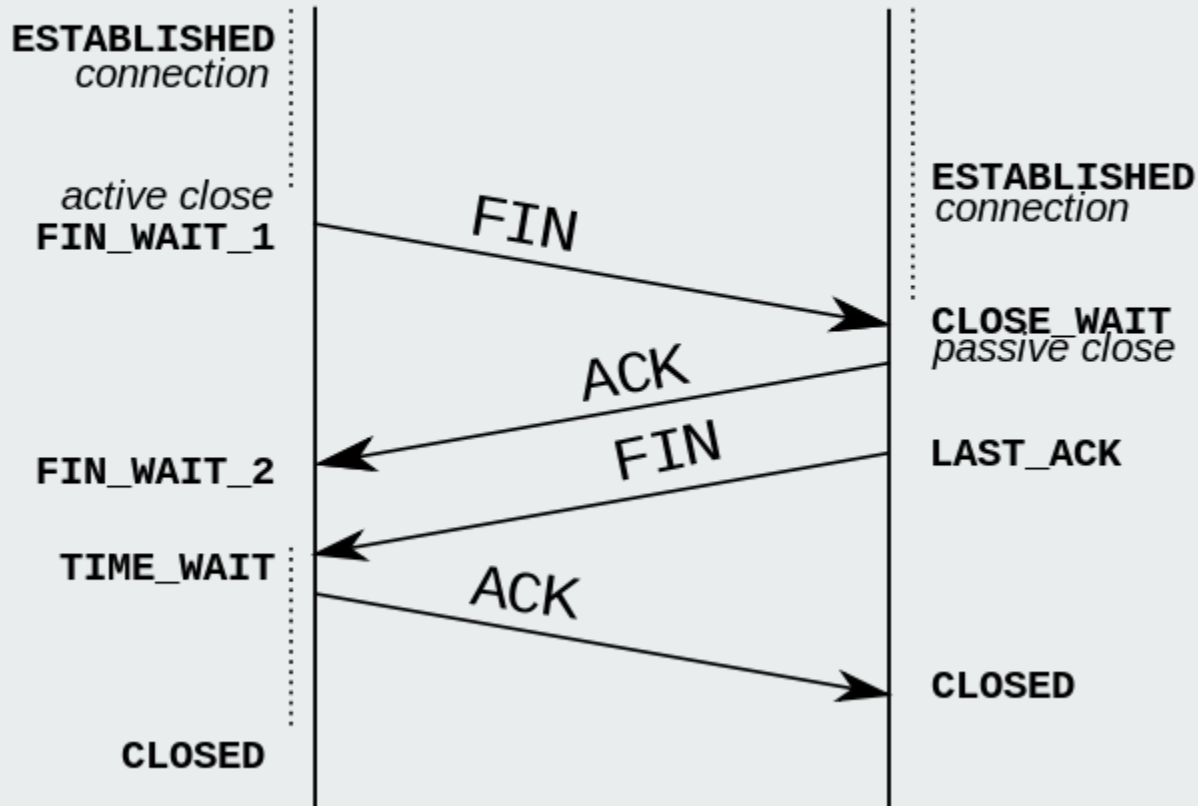 ESTABLISHED
connection
active close
FIN_WAIT_1
FIN
ESTABLISHED
connection
CLOSE_WAIT
passive close
ACK
FIN
LAST_ACK
FIN_WAIT_2
TIME_WAIT
ACK
CLOSED
CLOSED